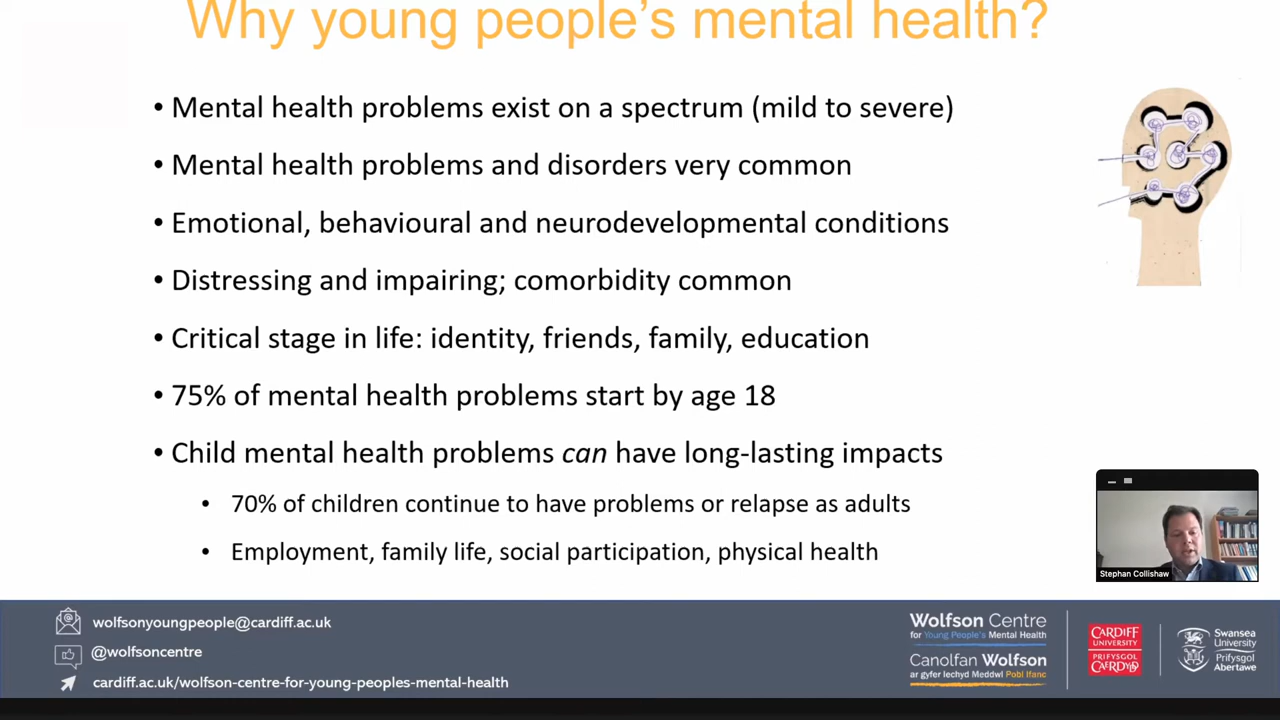 Why young people's mental health?
• Mental health problems exist on a spectrum (mild to severe)
• Mental health problems and disorders very common
• Emotional, behavioural and neurodevelopmental conditions
• Distressing and impairing; comorbidity common
• Critical stage in life: identity, friends, family, education
• 75% of mental health problems start by age 18
• Child mental health problems can have long-lasting impacts
• 70% of children continue to have problems or relapse as adults
• Employment, family life, social participation, physical health
Stephan Collishaw
wolfsonyoungpeople@cardiff.ac.uk
@wolfsoncentre
cardiff.ac.uk/wolfson-centre-for-young-peoples-mental-health
Wolfson Centre
for Young People's Mental Health
Canolfan Wolfson
ar gyfer Iechyd Meddwl Pobl Ifanc
CARDIFF
UNIVERSITY
PRIFYSGOL
CAERDYDD
Swansea
University
Prifysgol
Abertawe